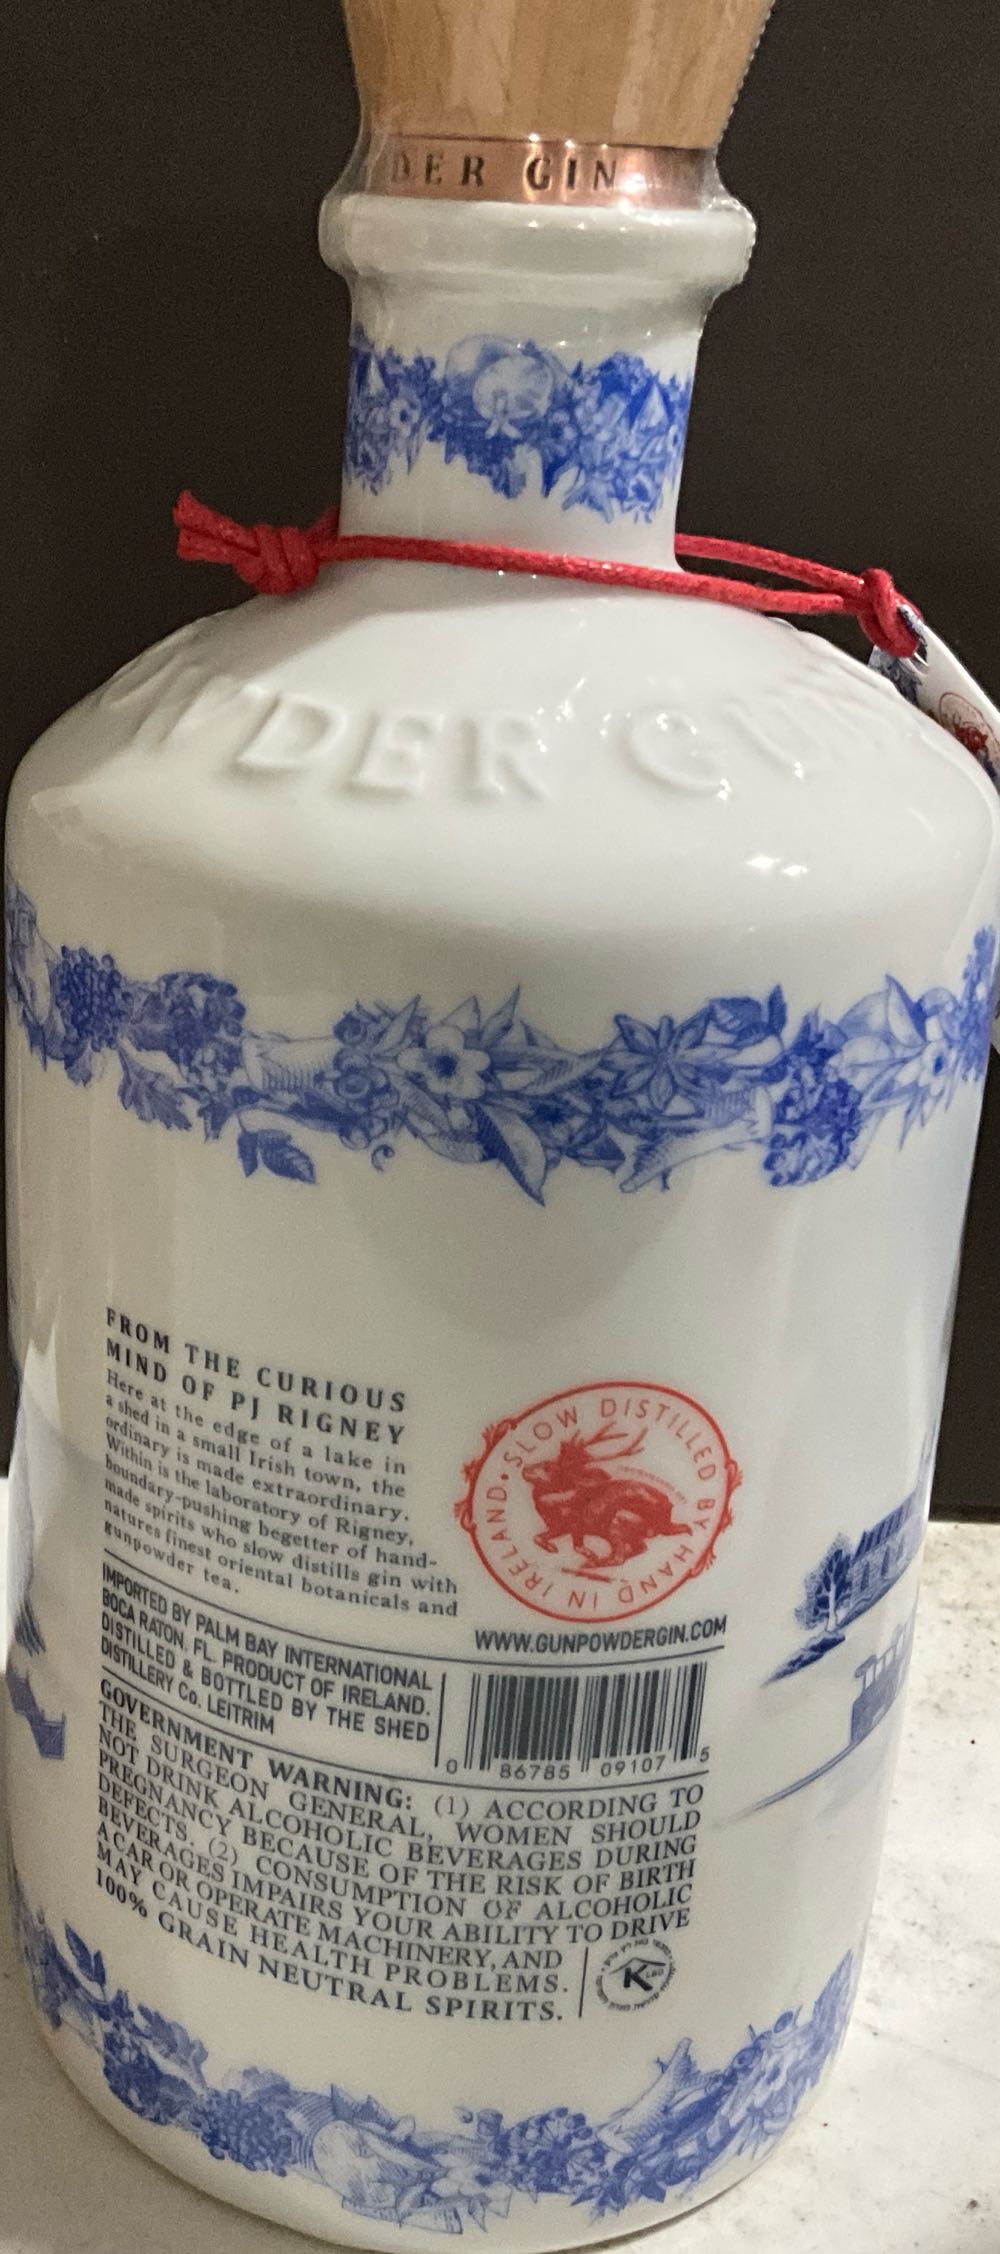 DER GIN
DER GUN
FROM THE CURIOUS
MIND OF PJ RIGNEY
Here at the edge of a lake in
a shed in a small Irish town, the
ordinary is made extraordinary.
Within is the laboratory of Rigney,
boundary-pushing begetter of hand-
made spirits who slow distills gin with
natures finest oriental botanicals and
gunpowder tea.
SLOW DISTILLED BY HAND IN IRELAND
WWW.GUNPOWDERGIN.COM
IMPORTED BY PALM BAY INTERNATIONAL
BOCA RATON, FL. PRODUCT OF IRELAND.
DISTILLED & BOTTLED BY THE SHED
DISTILLERY Co. LEITRIM
0 86785 09107 5
GOVERNMENT WARNING: (1) ACCORDING TO
THE SURGEON GENERAL, WOMEN SHOULD
NOT DRINK ALCOHOLIC BEVERAGES DURING
PREGNANCY BECAUSE OF THE RISK OF BIRTH
DEFECTS. (2) CONSUMPTION OF ALCOHOLIC
BEVERAGES IMPAIRS YOUR ABILITY TO DRIVE
A CAR OR OPERATE MACHINERY, AND
MAY CAUSE HEALTH PROBLEMS.
100% GRAIN NEUTRAL SPIRITS.
K